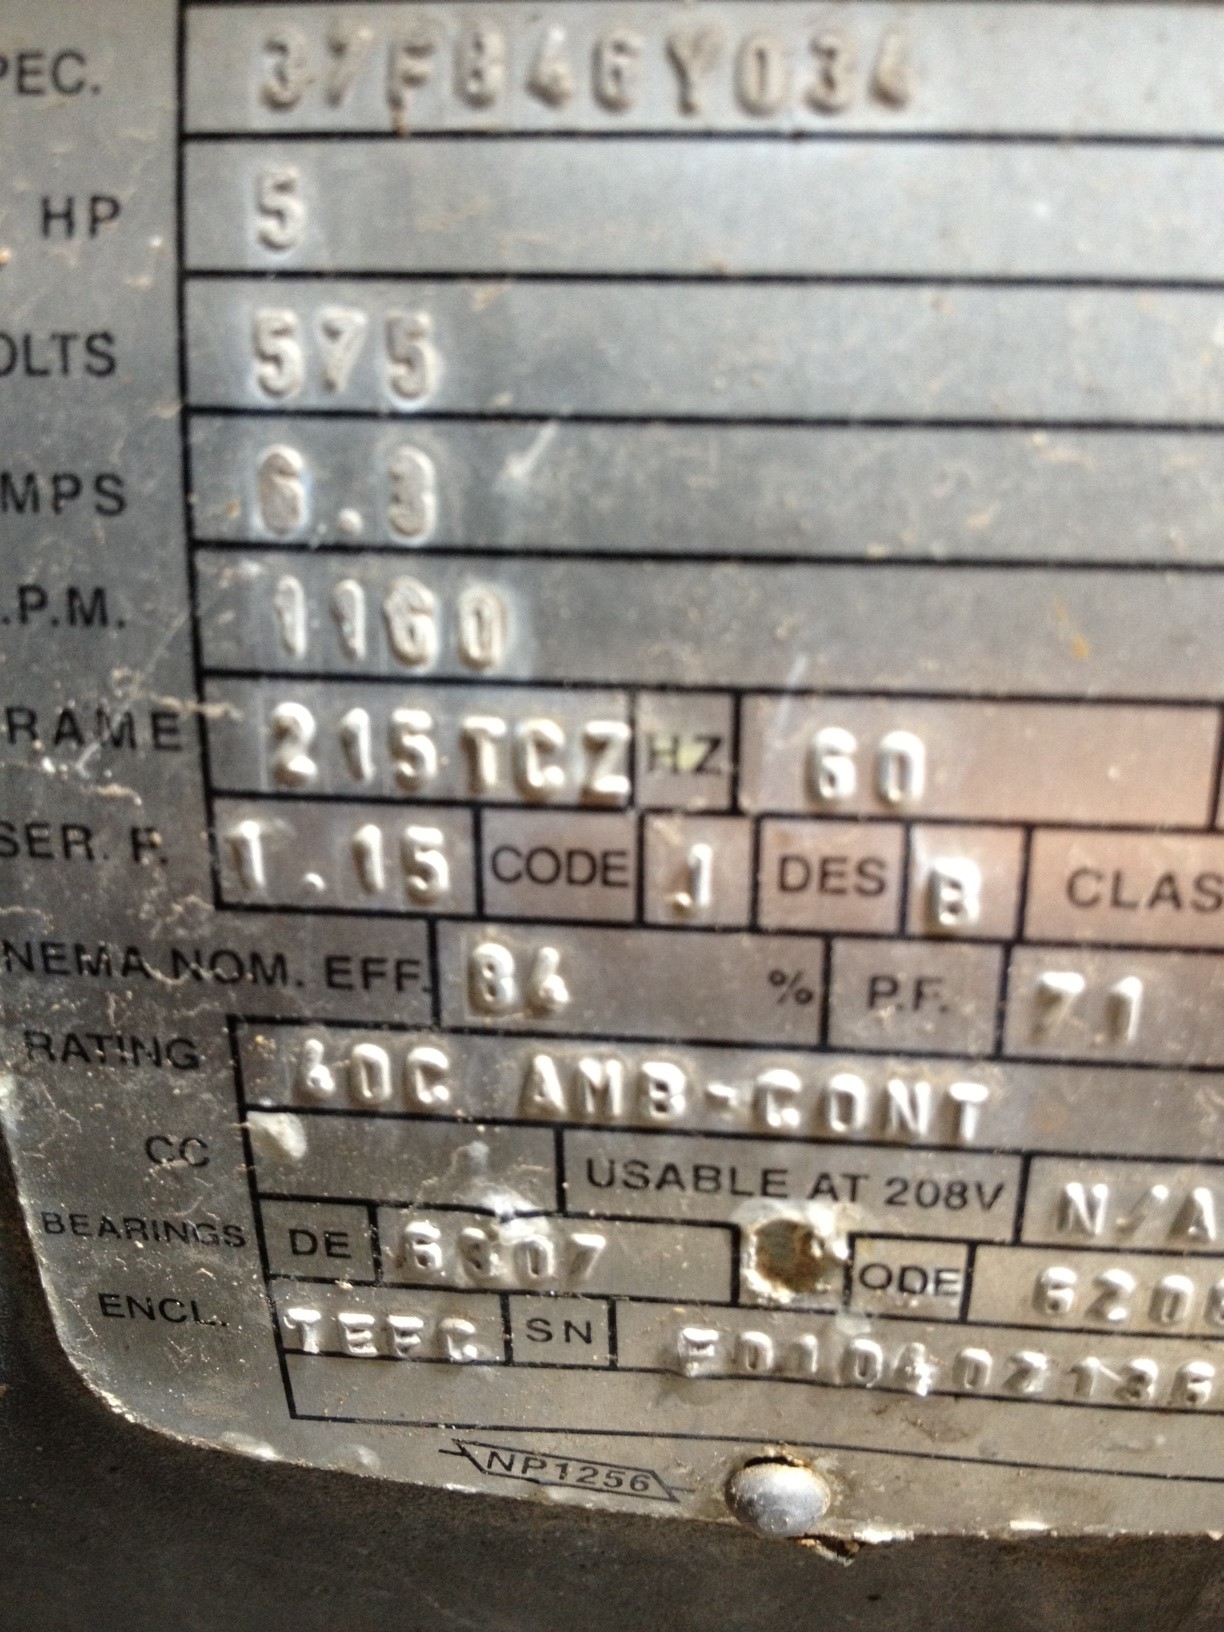 PEC. 37F846Y034
HP 5
OLTS 575
MPS 6.3
.P.M. 1160
RAME 215TCZ HZ 60
SER. F. 1.15 CODE J DES B CLAS
NEMA NOM. EFF. 84 % P.F. 71
RATING 40C AMB-CONT
CC USABLE AT 208V N/A
BEARINGS DE 6307 ODE 620
ENCL. TEFC SN F010402136
NP1256